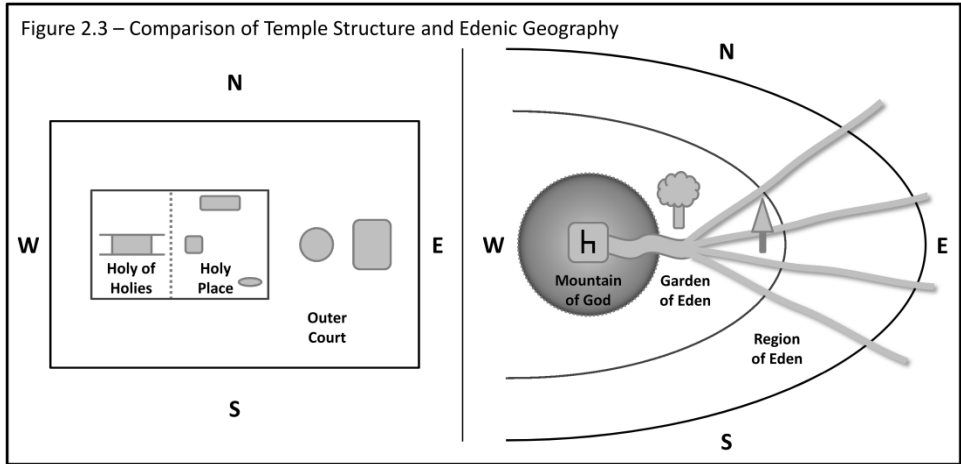 Figure 2.3 – Comparison of Temple Structure and Edenic Geography
N
W
E
S
Holy of
Holies
Holy
Place
Outer
Court
N
W
E
S
Mountain
of God
Garden
of Eden
Region
of Eden